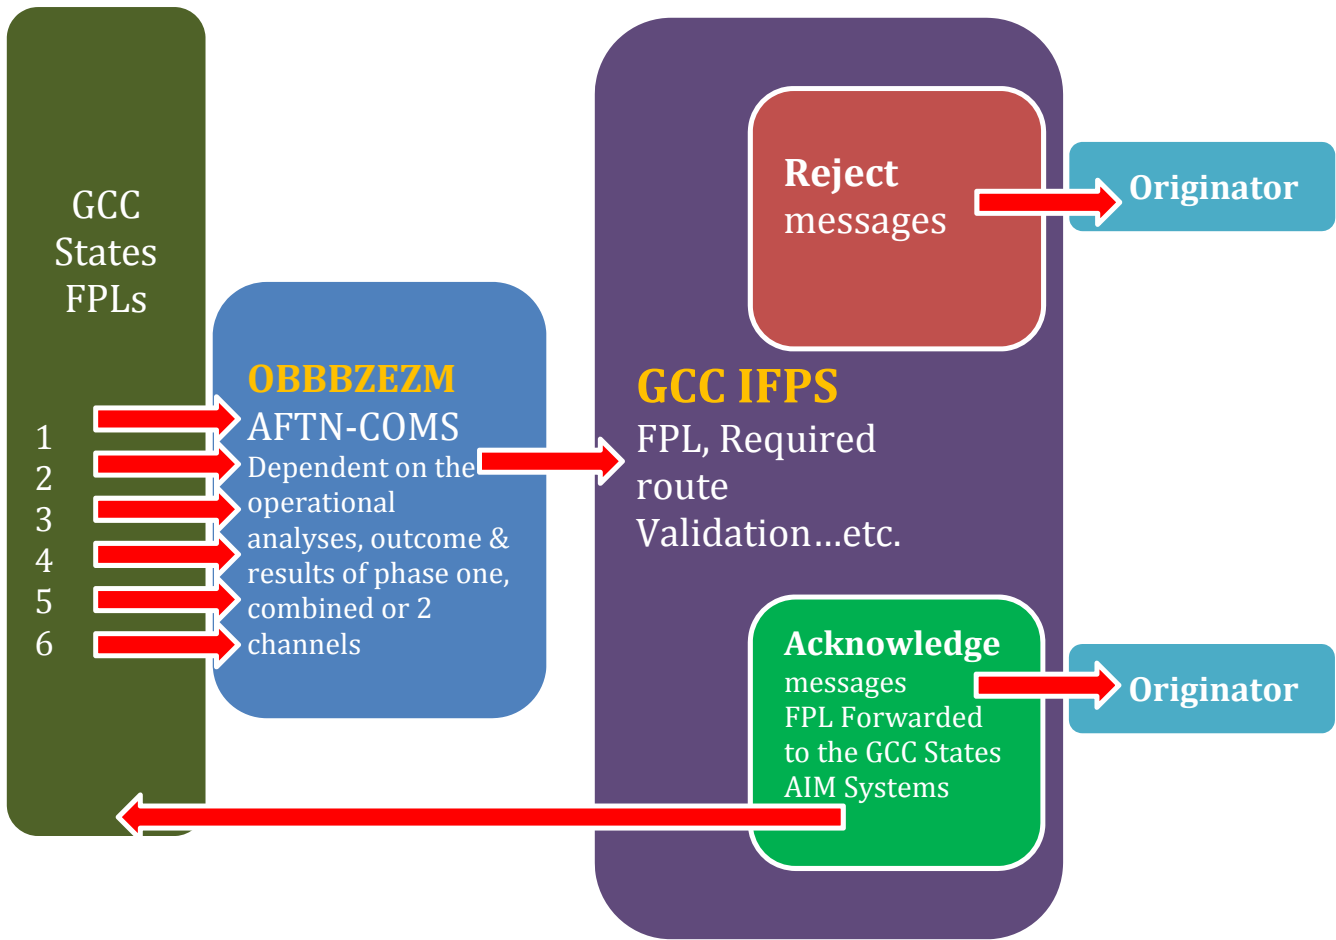 GCC
States
FPLs
1
2
3
4
5
6
OBBBZEZM
AFTN-COMS
Dependent on the
operational
analyses, outcome &
results of phase one,
combined or 2
channels
GCC IFPS
FPL, Required
route
Validation...etc.
Reject
messages
Originator
Acknowledge
messages
FPL Forwarded
to the GCC States
AIM Systems
Originator